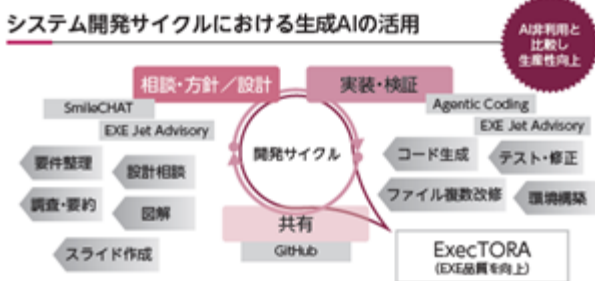 システム開発サイクルにおける生成AIの活用
AI非利用と
比較し
生産性向上
相談・方針／設計
実装・検証
SmileCHAT
EXE Jet Advisory
Agentic Coding
EXE Jet Advisory
開発サイクル
要件整理
設計相談
調査・要約
図解
スライド作成
コード生成
テスト・修正
ファイル複数改修
環境構築
共有
GitHub
ExecTORA
(EXE品質を向上)